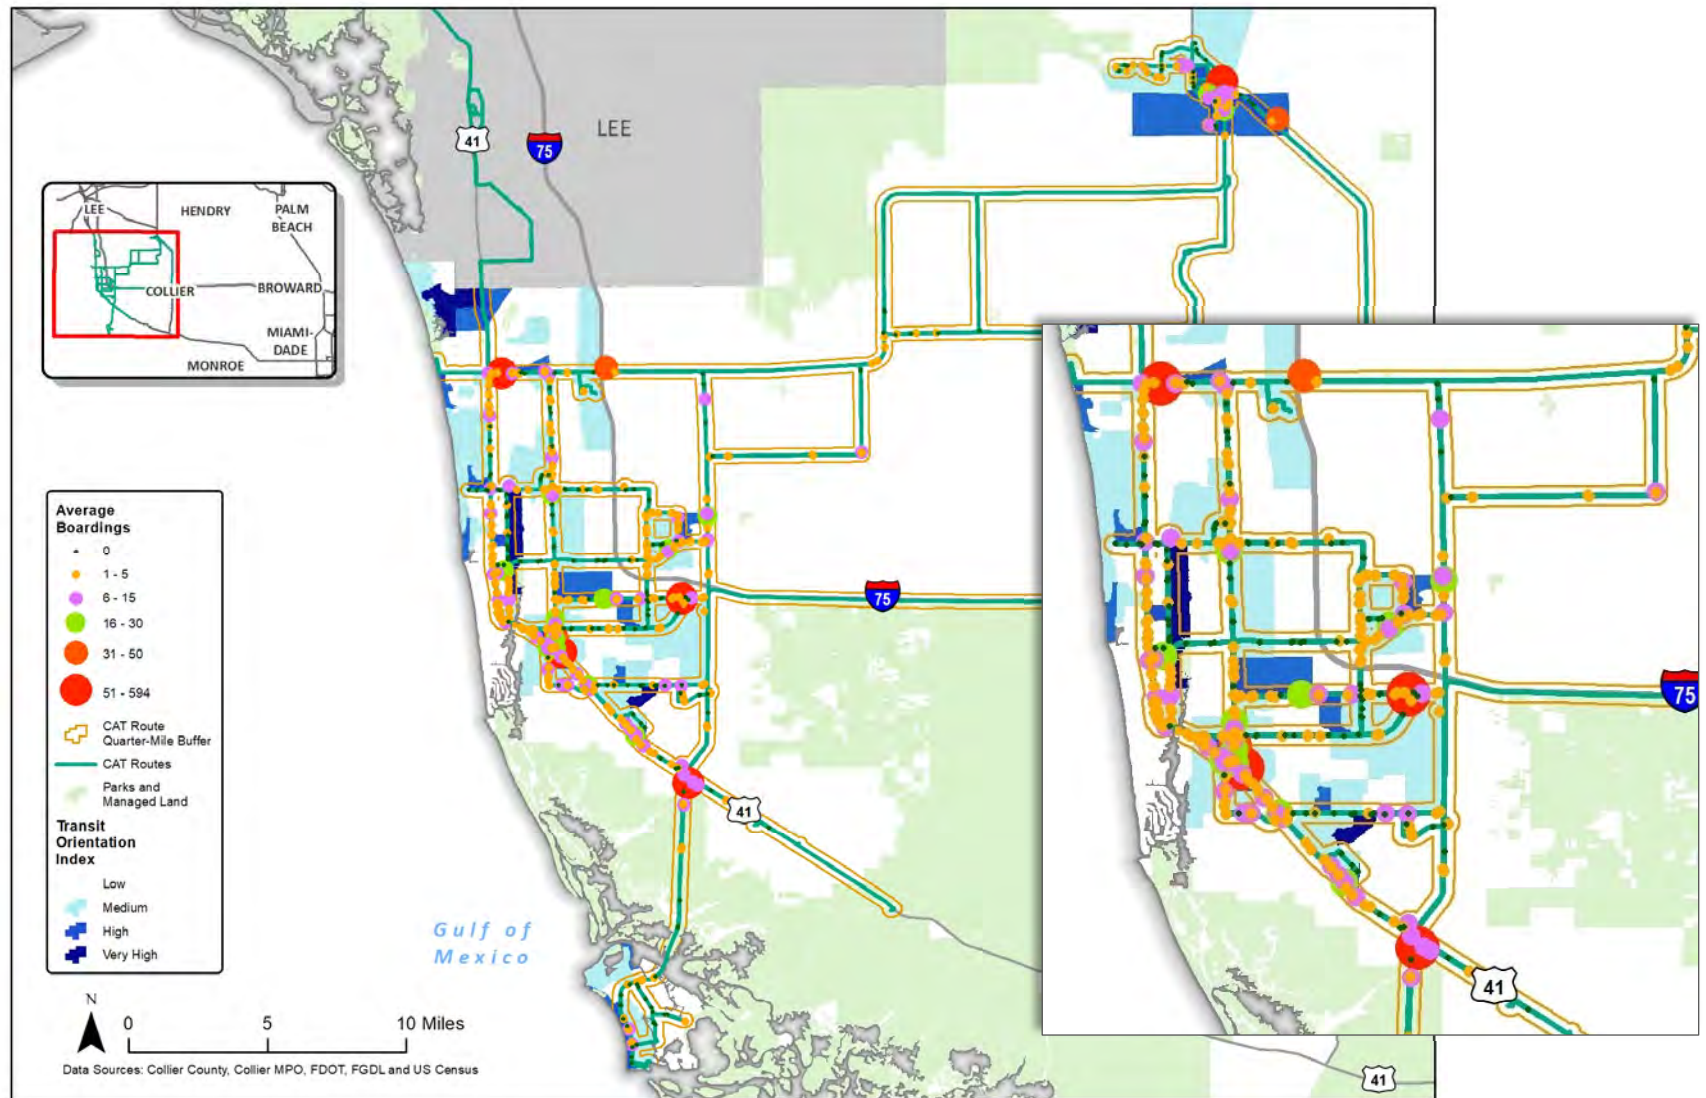 LEE
41
75
LEE
HENDRY
PALM
BEACH
COLLIER
BROWARD
MIAMI-
DADE
MONROE
Average
Boardings
0
1 - 5
6 - 15
16 - 30
31 - 50
51 - 594
CAT Route
Quarter-Mile Buffer
CAT Routes
Parks and
Managed Land
Transit
Orientation
Index
Low
Medium
High
Very High
75
41
Gulf of
Mexico
75
41
N
0 5 10 Miles
Data Sources: Collier County, Collier MPO, FDOT, FGDL and US Census
41